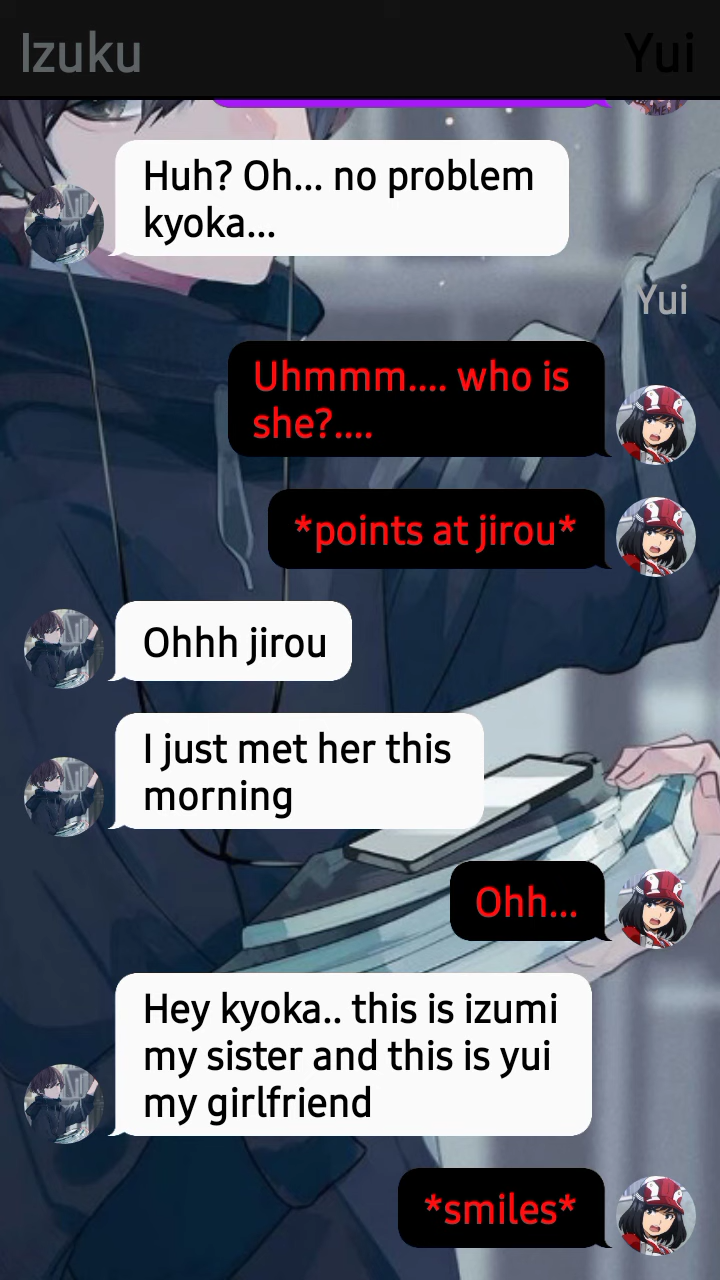 Izuku
Yui
Huh? Oh... no problem
kyoka...
Yui
Uhmmm.... who is
she?....
*points at jirou*
Ohhh jirou
I just met her this
morning
Ohh...
Hey kyoka.. this is izumi
my sister and this is yui
my girlfriend
*smiles*